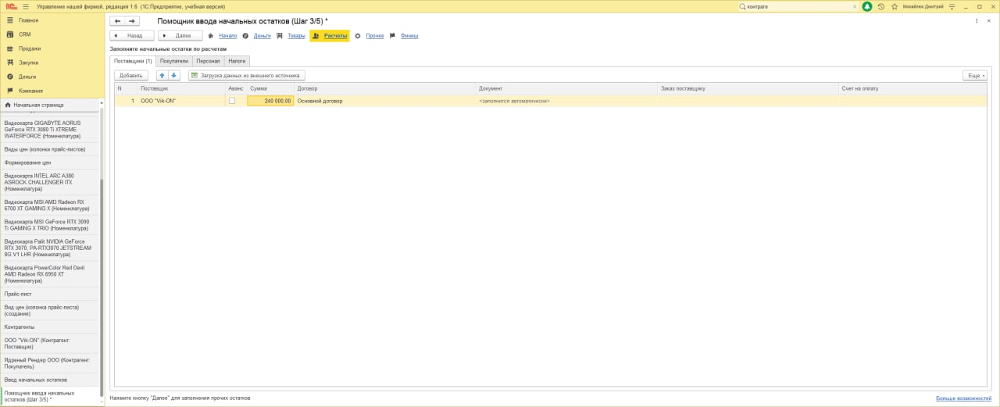 1С Управление нашей фирмой, редакция 1.6 (1С:Предприятие, учебная версия)
контраге
Михайлюк Дмитрий
Главное
CRM
Продажи
Закупки
Деньги
Компания
Начальная страница
Видеокарта GIGABYTE AORUS
GeForce RTX 3080 Ti XTREME
WATERFORCE (Номенклатура)
Виды цен (колонки прайс-листов)
Формирование цен
Видеокарта INTEL ARC A380
ASROCK CHALLENGER ITX
(Номенклатура)
Видеокарта MSI AMD Radeon RX
6700 XT GAMING X (Номенклатура)
Видеокарта MSI GeForce RTX 3090
Ti GAMING X TRIO (Номенклатура)
Видеокарта Palit NVIDIA GeForce
RTX 3070, PA-RTX3070 JETSTREAM
8G V1 LHR (Номенклатура)
Видеокарта PowerColor Red Devil
AMD Radeon RX 6950 XT
(Номенклатура)
Прайс-лист
Вид цен (колонка прайс-листа)
(создание)
Контрагенты
ООО "Vik-ON" (Контрагент:
Поставщик)
Ядреный Рендер ООО (Контрагент:
Покупатель)
Ввод начальных остатков
Помощник ввода начальных
остатков (Шаг 3/5) *
Помощник ввода начальных остатков (Шаг 3/5) *
Назад Далее Начало Деньги Товары Расчеты Прочее Финиш
Заполните начальные остатки по расчетам
Поставщики (1) Покупатели Персонал Налоги
Добавить Загрузка данных из внешнего источника Еще
N Поставщик Аванс Сумма Договор Документ Заказ поставщику Счет на оплату
1 ООО "Vik-ON" 240 000,00 Основной договор <заполнится автоматически>
Нажмите кнопку "Далее" для заполнения прочих остатков Больше возможностей